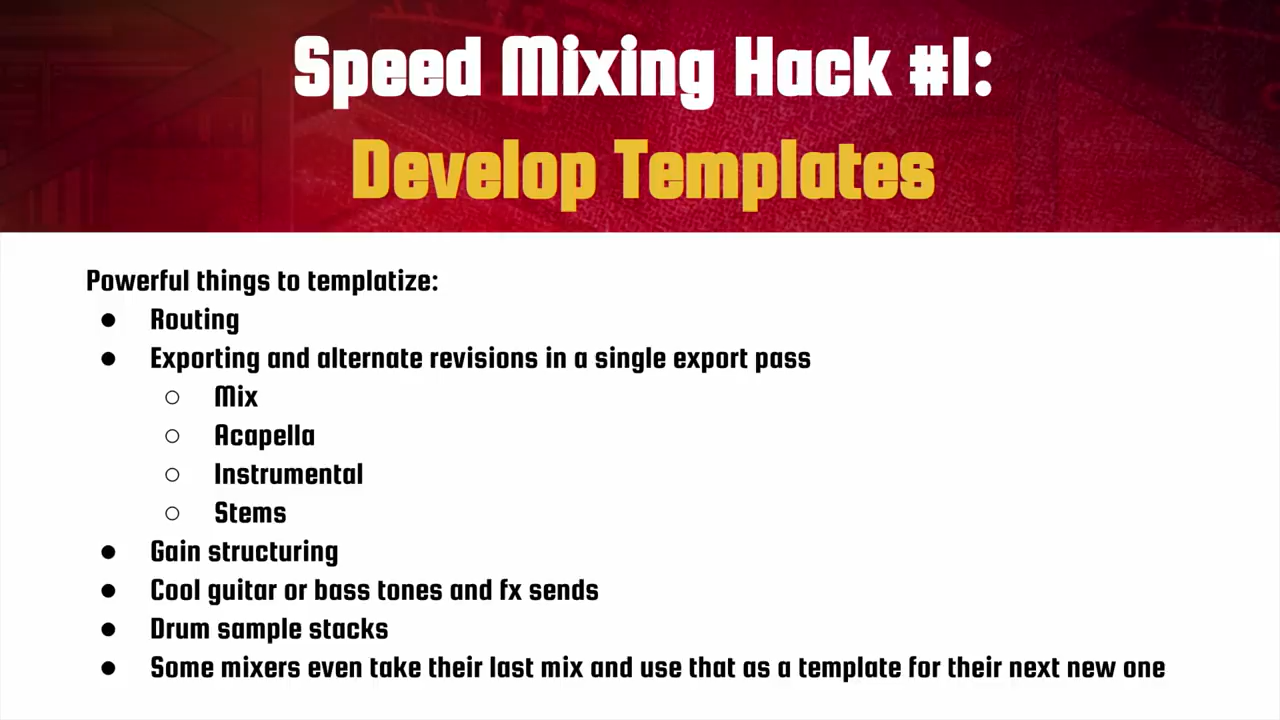 Speed Mixing Hack #1:
Develop Templates
Powerful things to templatize:
● Routing
● Exporting and alternate revisions in a single export pass
○ Mix
○ Acapella
○ Instrumental
○ Stems
● Gain structuring
● Cool guitar or bass tones and fx sends
● Drum sample stacks
● Some mixers even take their last mix and use that as a template for their next new one